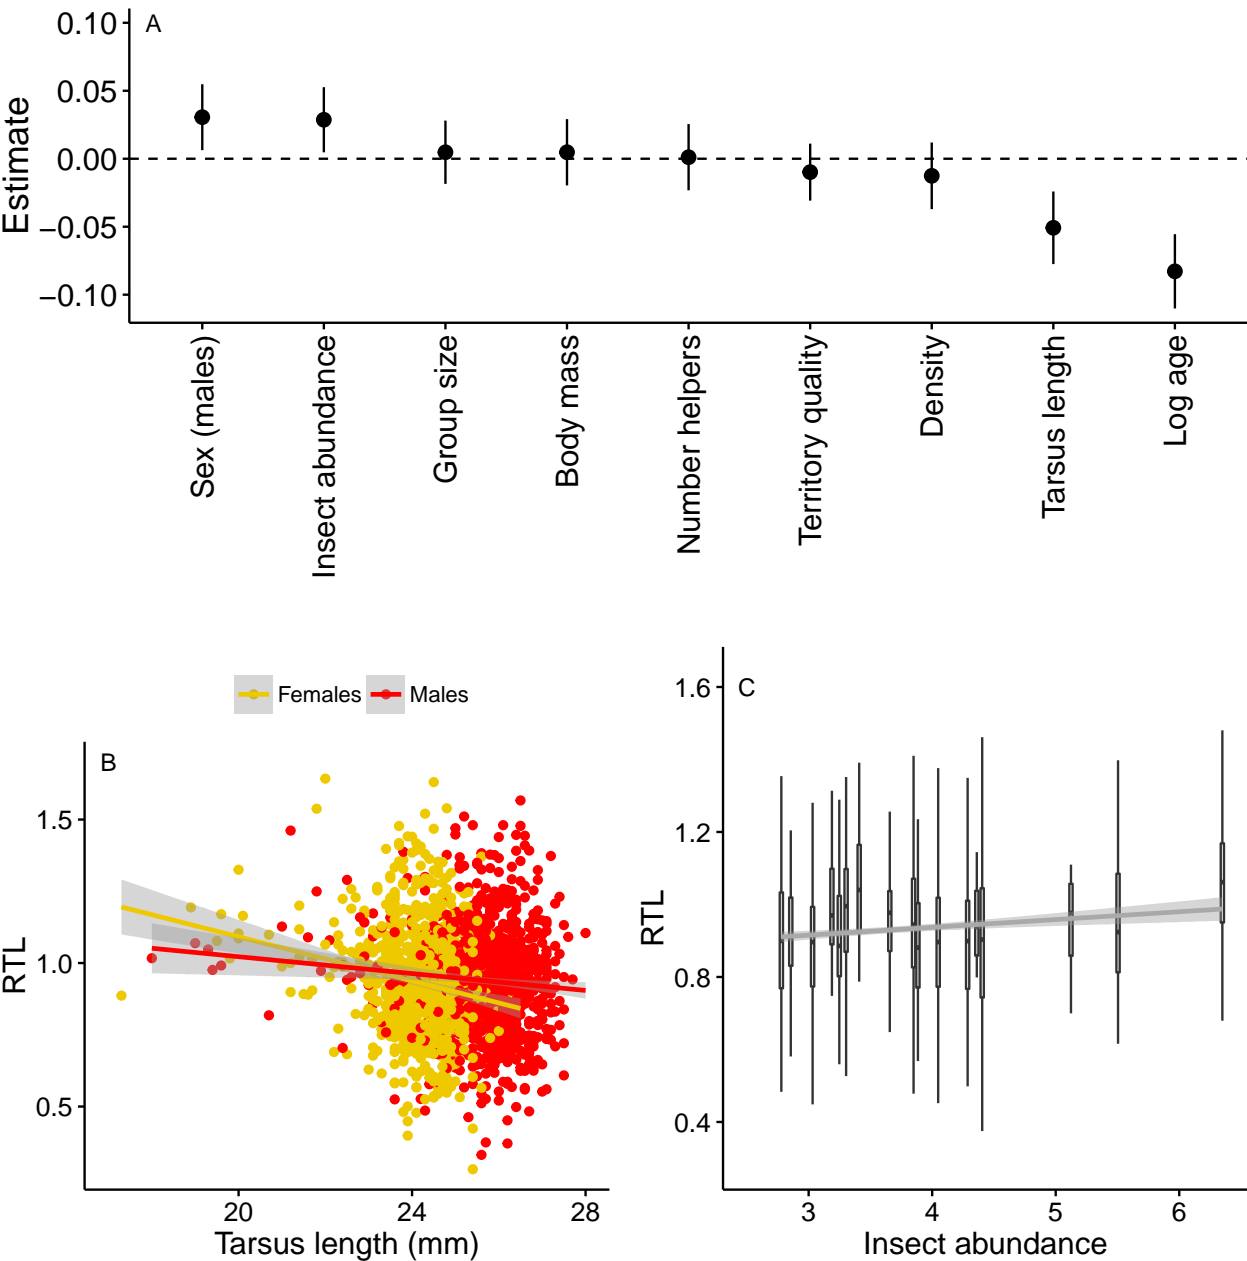 A
0.10
0.05
0.00
−0.05
−0.10
Estimate
Sex (males)
Insect abundance
Group size
Body mass
Number helpers
Territory quality
Density
Tarsus length
Log age
Females Males
B
1.5
1.0
0.5
RTL
20 24 28
Tarsus length (mm)
C
1.6
1.2
0.8
0.4
RTL
3 4 5 6
Insect abundance